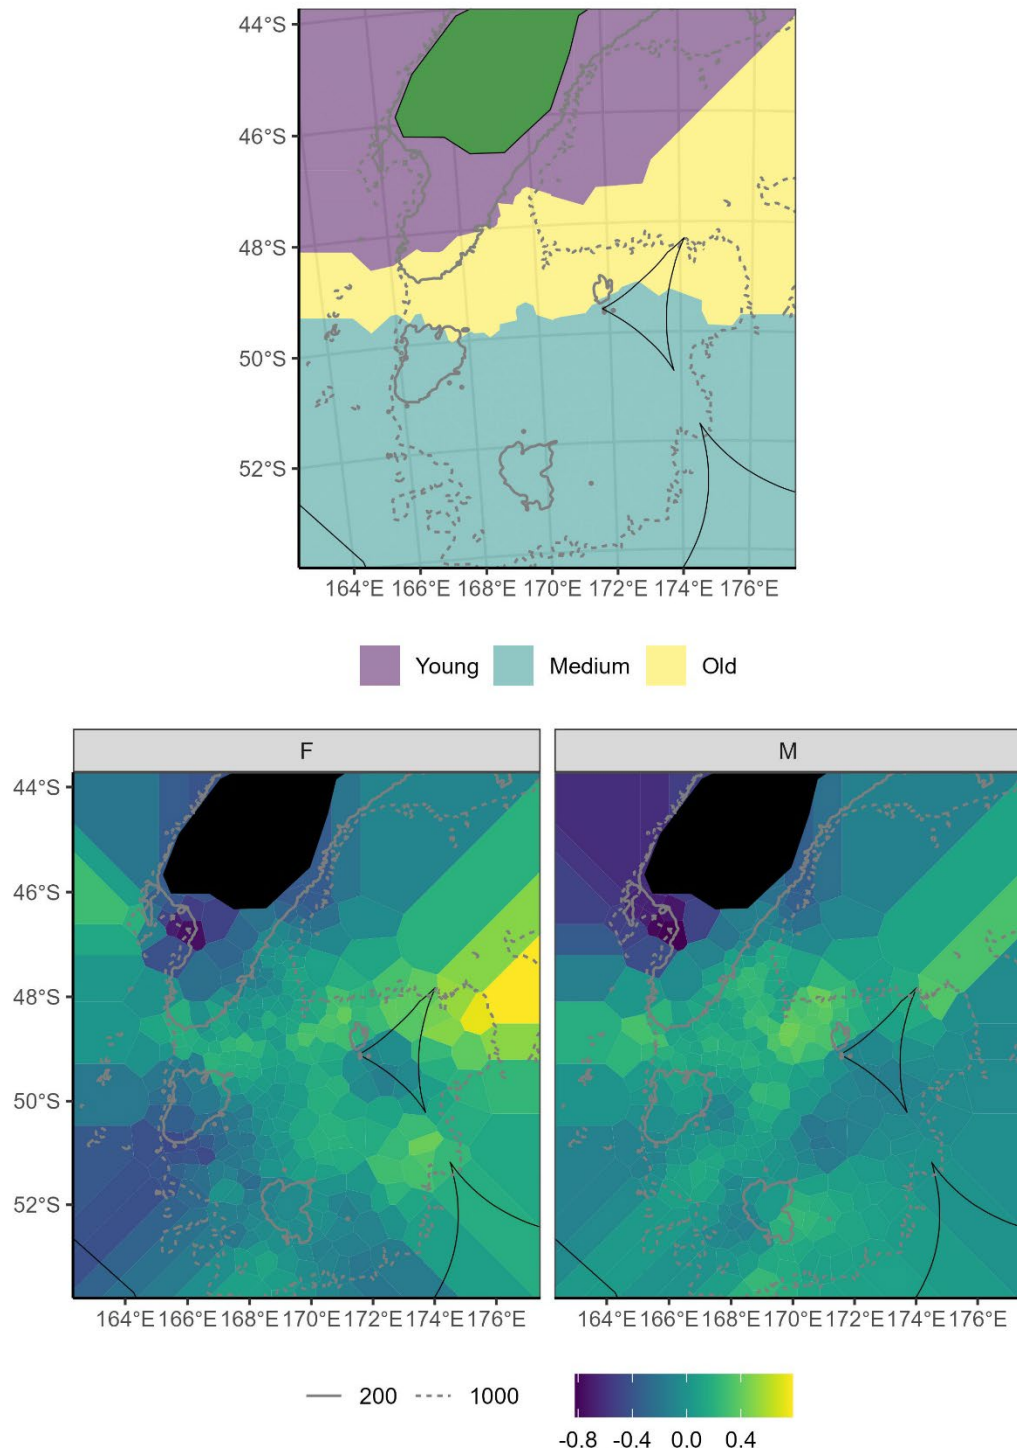 44°S
46°S
48°S
50°S
52°S
164°E 166°E 168°E 170°E 172°E 174°E 176°E
Young Medium Old
F M
44°S
46°S
48°S
50°S
52°S
164°E 166°E 168°E 170°E 172°E 174°E 176°E 164°E 166°E 168°E 170°E 172°E 174°E 176°E
200 1000
-0.8 -0.4 0.0 0.4